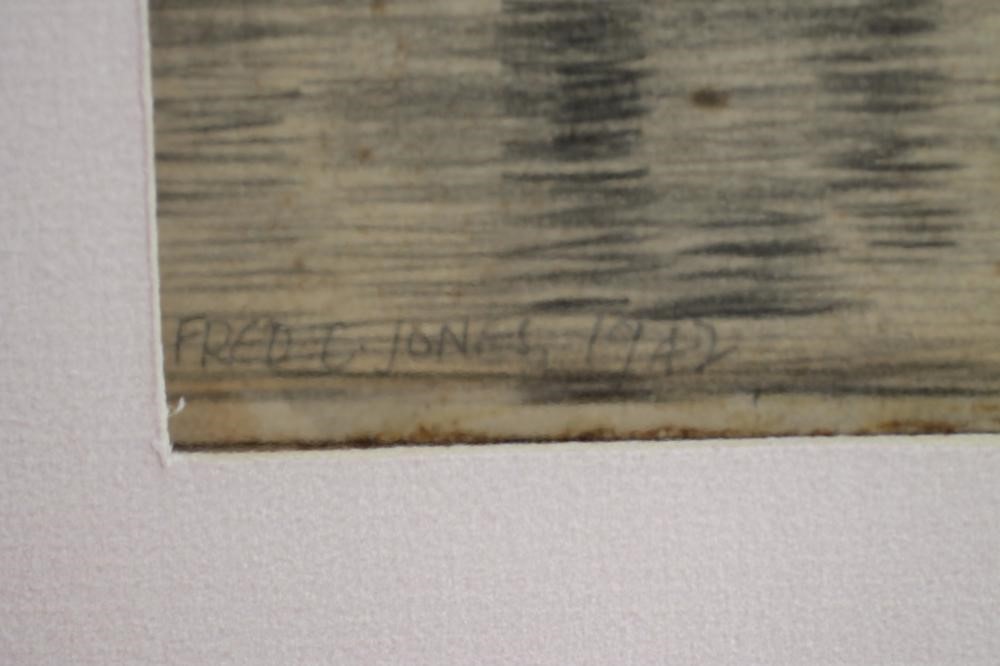 FRED C. JONES, 1942